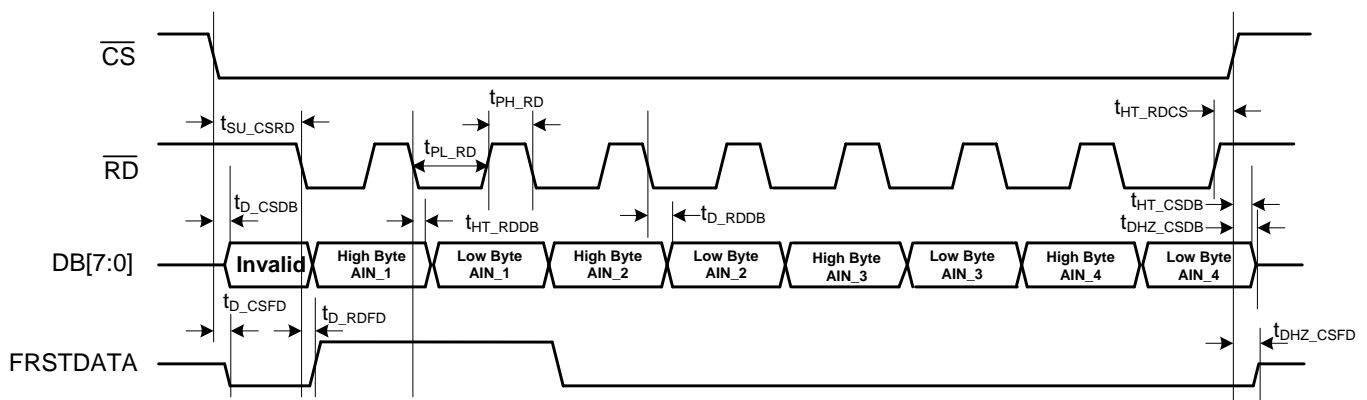 CS
t_PH_RD
t_HT_RDCS
t_SU_CSRD
t_PL_RD
RD
t_D_CSDB
t_HT_RDDB
t_D_RDDB
t_HT_CSDB
t_DHZ_CSDB
DB[7:0]
Invalid
High Byte
AIN_1
Low Byte
AIN_1
High Byte
AIN_2
Low Byte
AIN_2
High Byte
AIN_3
Low Byte
AIN_3
High Byte
AIN_4
Low Byte
AIN_4
t_D_CSFD
t_D_RDFD
t_DHZ_CSFD
FRSTDATA